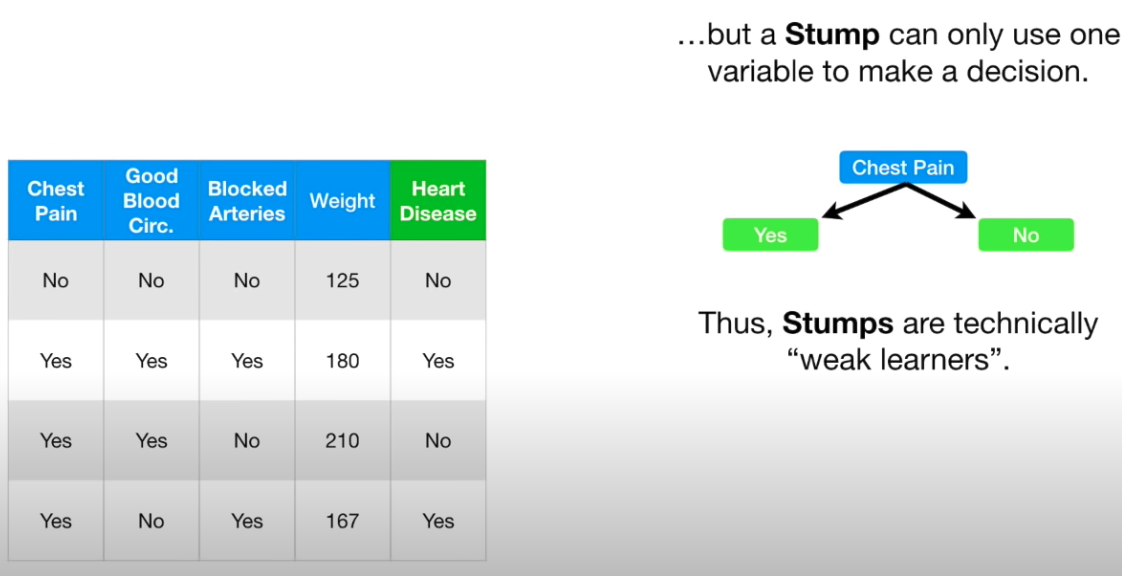 …but a Stump can only use one
variable to make a decision.
Chest Pain
Yes
No
Thus, Stumps are technically
“weak learners”.
Chest Pain Good Blood Circ. Blocked Arteries Weight Heart Disease
No No No 125 No
Yes Yes Yes 180 Yes
Yes Yes No 210 No
Yes No Yes 167 Yes